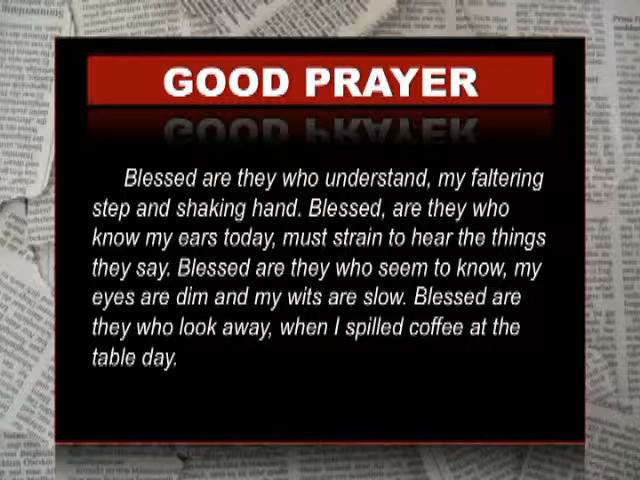 GOOD PRAYER
Blessed are they who understand, my faltering
step and shaking hand. Blessed, are they who
know my ears today, must strain to hear the things
they say. Blessed are they who seem to know, my
eyes are dim and my wits are slow. Blessed are
they who look away, when I spilled coffee at the
table day.